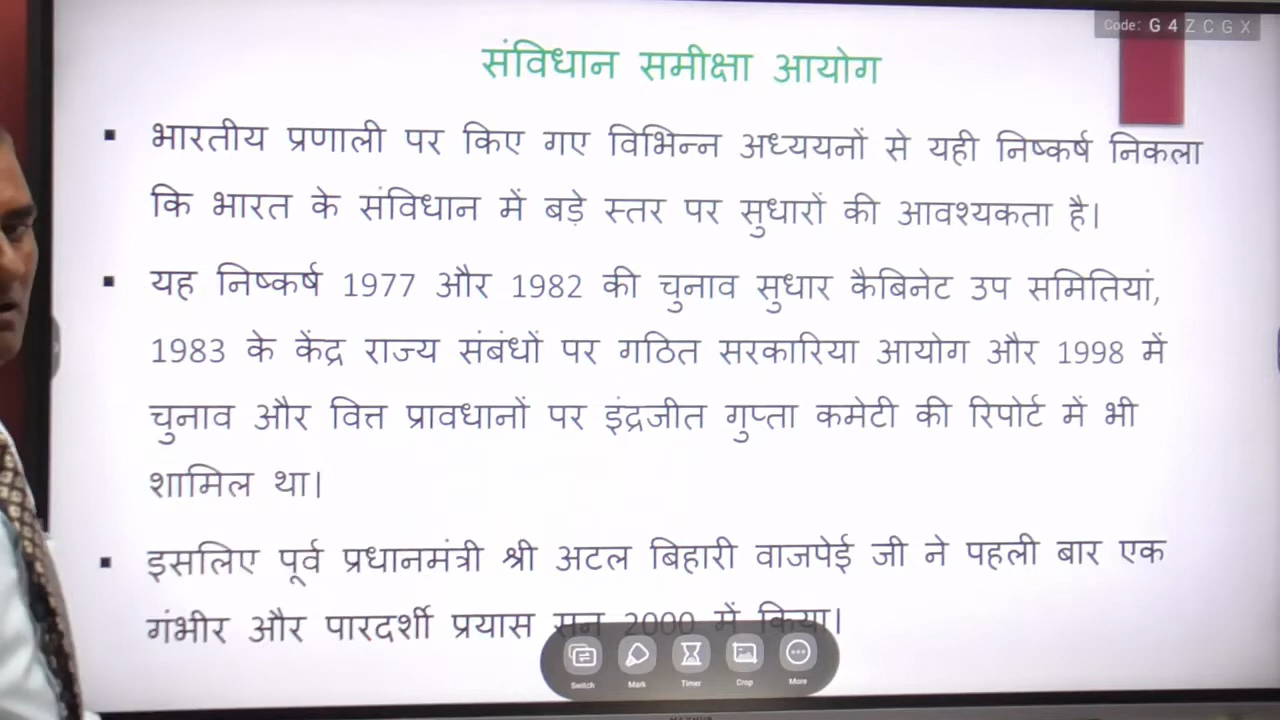 Code: G4ZCGX
संविधान समीक्षा आयोग
▪ भारतीय प्रणाली पर किए गए विभिन्न अध्ययनों से यही निष्कर्ष निकला
कि भारत के संविधान में बड़े स्तर पर सुधारों की आवश्यकता है।
▪ यह निष्कर्ष 1977 और 1982 की चुनाव सुधार कैबिनेट उप समितियां,
1983 के केंद्र राज्य संबंधों पर गठित सरकारिया आयोग और 1998 में
चुनाव और वित्त प्रावधानों पर इंद्रजीत गुप्ता कमेटी की रिपोर्ट में भी
शामिल था।
▪ इसलिए पूर्व प्रधानमंत्री श्री अटल बिहारी वाजपेई जी ने पहली बार एक
गंभीर और पारदर्शी प्रयास सन 2000 में किया।
Switch Mark Timer Crop More